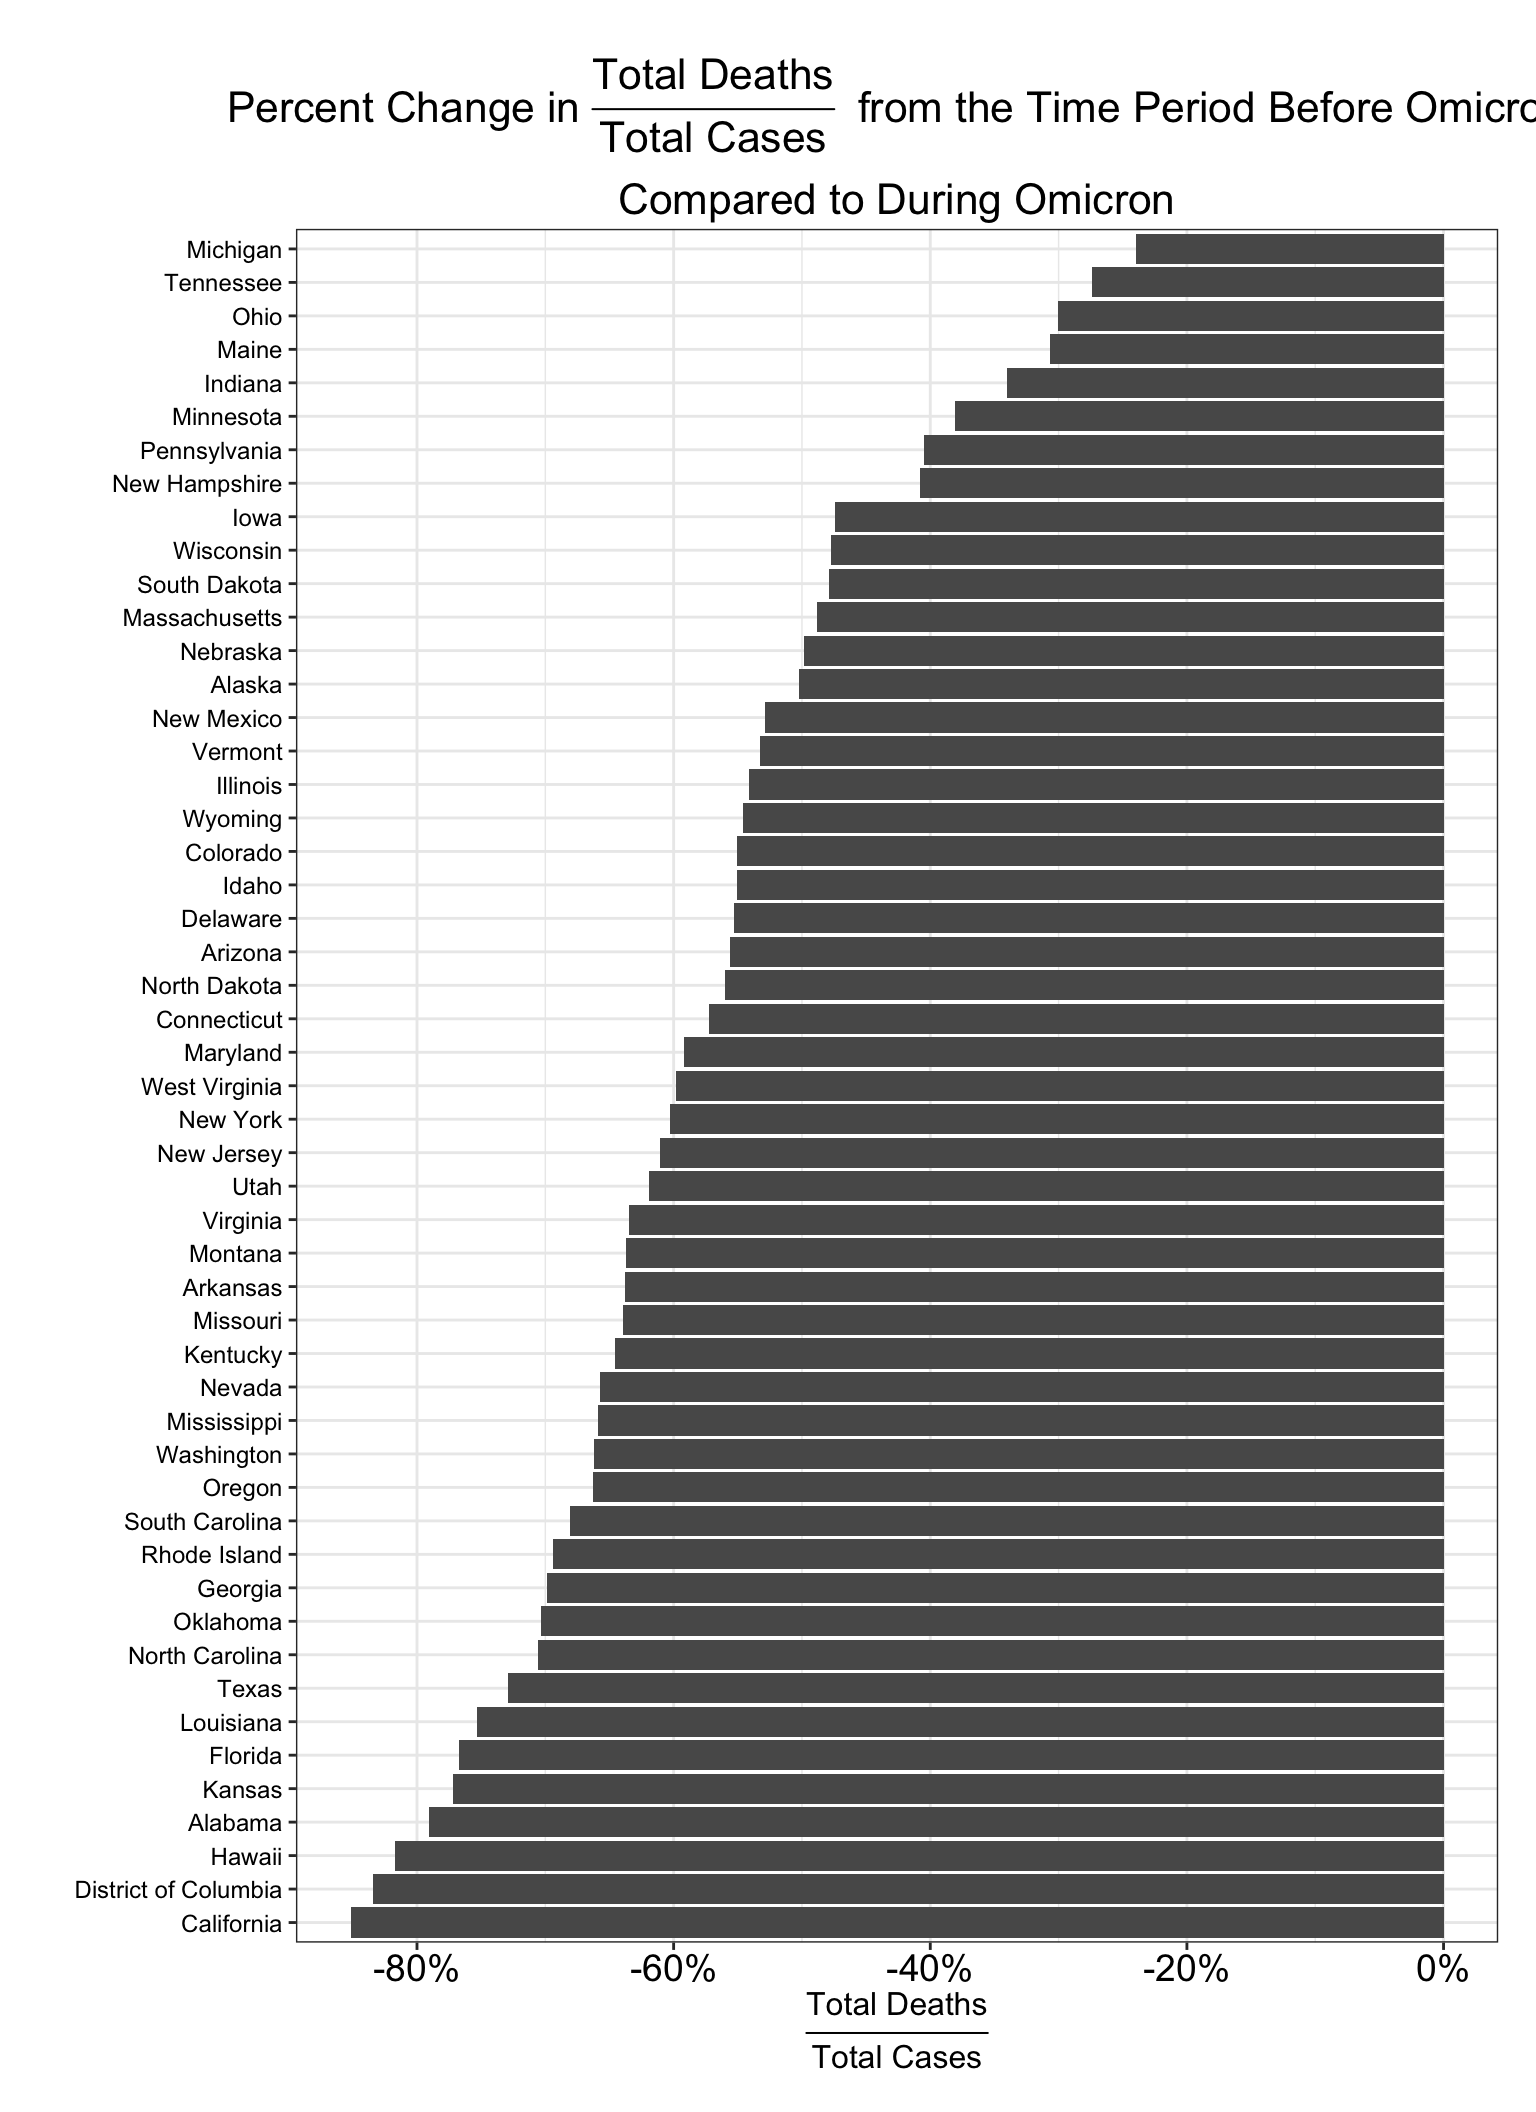 Total Deaths
Percent Change in from the Time Period Before Omicro
Total Cases
Compared to During Omicron
Michigan
Tennessee
Ohio
Maine
Indiana
Minnesota
Pennsylvania
New Hampshire
Iowa
Wisconsin
South Dakota
Massachusetts
Nebraska
Alaska
New Mexico
Vermont
Illinois
Wyoming
Colorado
Idaho
Delaware
Arizona
North Dakota
Connecticut
Maryland
West Virginia
New York
New Jersey
Utah
Virginia
Montana
Arkansas
Missouri
Kentucky
Nevada
Mississippi
Washington
Oregon
South Carolina
Rhode Island
Georgia
Oklahoma
North Carolina
Texas
Louisiana
Florida
Kansas
Alabama
Hawaii
District of Columbia
California
-80% -60% -40% -20% 0%
Total Deaths
Total Cases